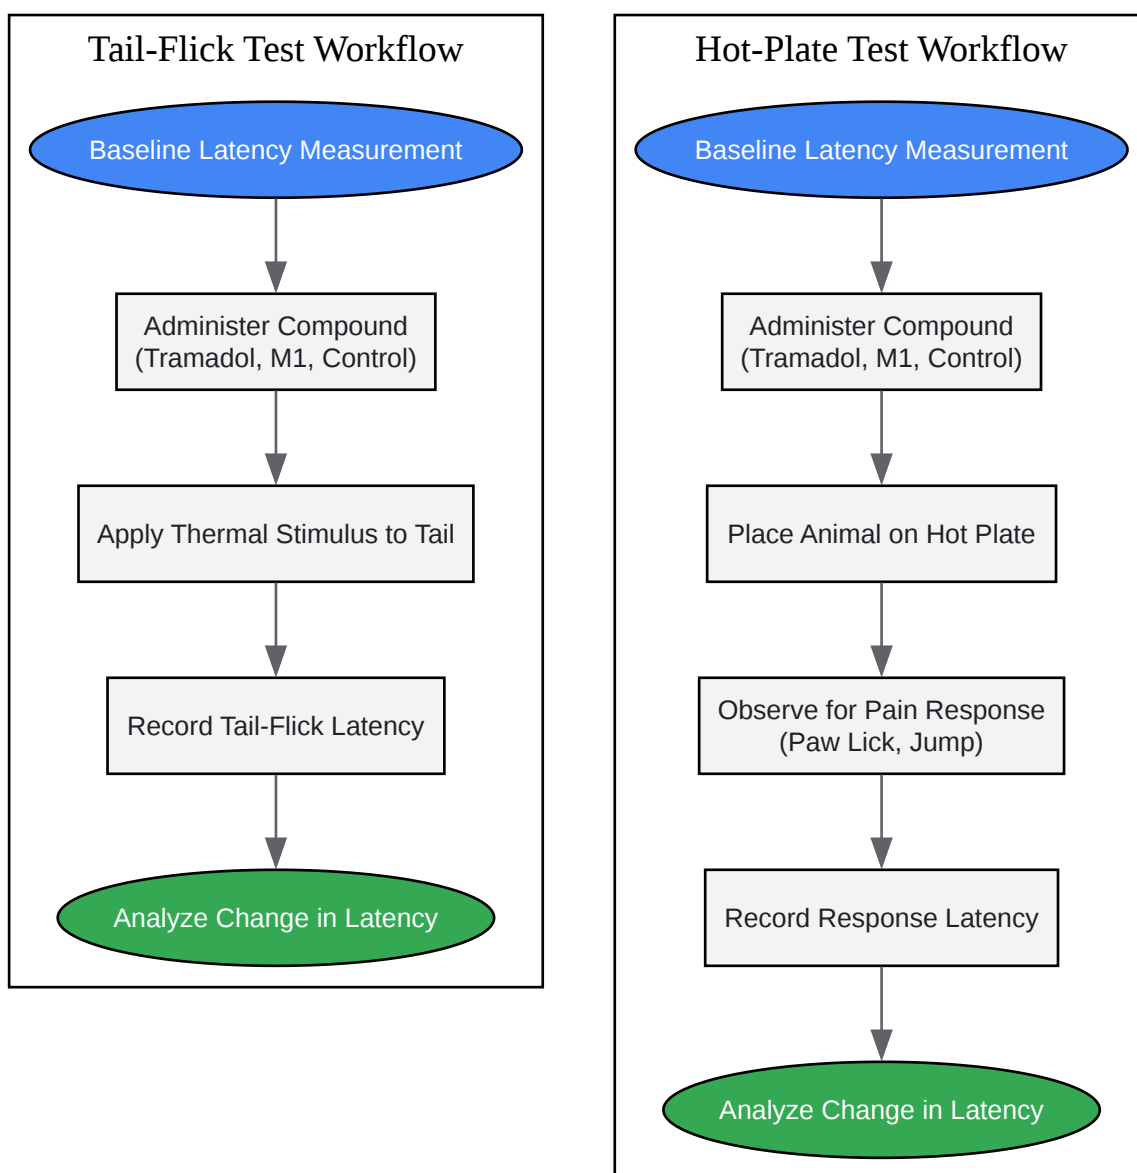 Tail-Flick Test Workflow
Baseline Latency Measurement
Administer Compound
(Tramadol, M1, Control)
Apply Thermal Stimulus to Tail
Record Tail-Flick Latency
Analyze Change in Latency
Hot-Plate Test Workflow
Baseline Latency Measurement
Administer Compound
(Tramadol, M1, Control)
Place Animal on Hot Plate
Observe for Pain Response
(Paw Lick, Jump)
Record Response Latency
Analyze Change in Latency